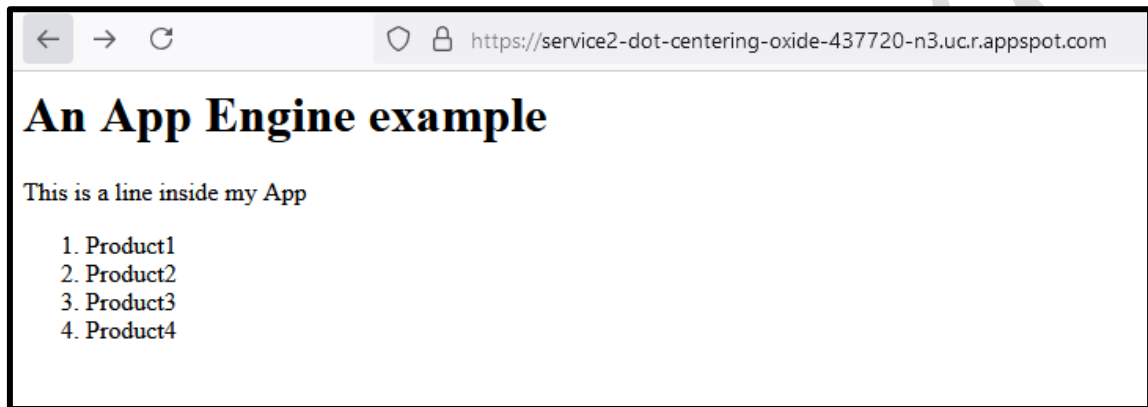 https://service2-dot-centering-oxide-437720-n3.uc.r.appspot.com
An App Engine example
This is a line inside my App
1. Product1
2. Product2
3. Product3
4. Product4